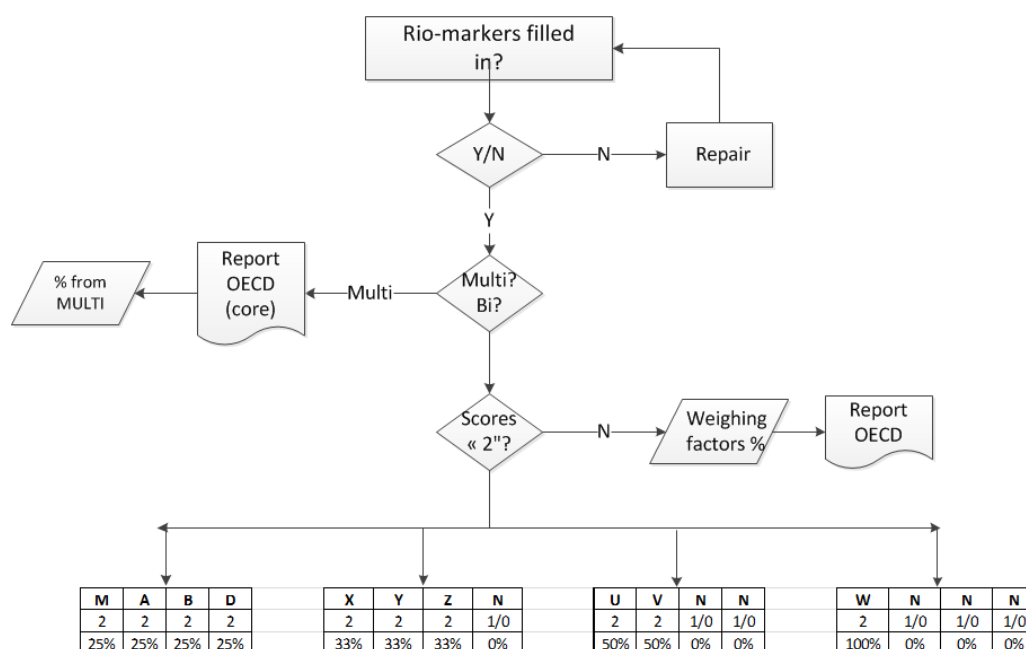 Rio-markers filled
in?
Y/N
N
Repair
Y
Report
OECD
(core)
% from
MULTI
Multi
Multi?
Bi?
Scores
« 2"?
N
Weighing
factors %
Report
OECD
M A B D X Y Z N U V N N W N N N
2 2 2 2 2 2 2 1/0 2 2 1/0 1/0 2 1/0 1/0 1/0
25% 25% 25% 25% 33% 33% 33% 0% 50% 50% 0% 0% 100% 0% 0% 0%